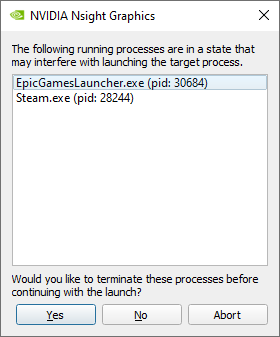 NVIDIA Nsight Graphics
The following running processes are in a state that
may interfere with launching the target process.
EpicGamesLauncher.exe (pid: 30684)
Steam.exe (pid: 28244)
Would you like to terminate these processes before
continuing with the launch?
Yes No Abort